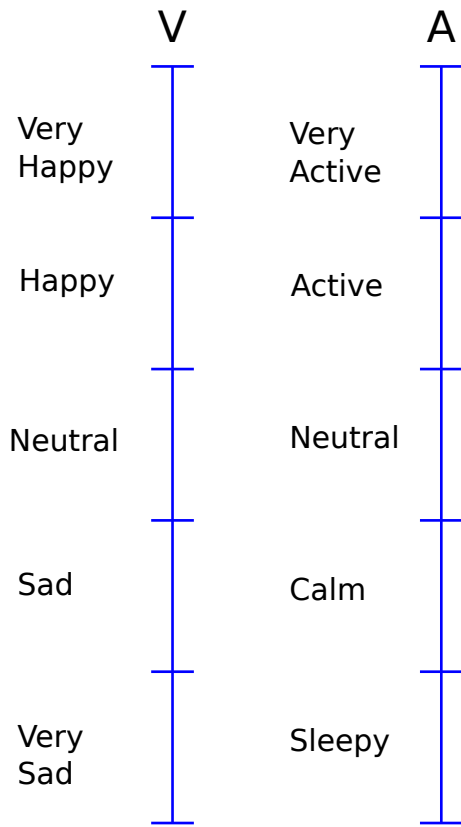 V
A
Very
Happy
Very
Active
Happy
Active
Neutral
Neutral
Sad
Calm
Very
Sad
Sleepy